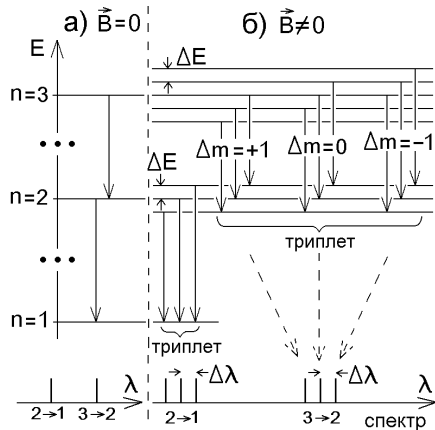 а) B⃗=0
б) B⃗≠0
E
ΔE
n=3
Δm=+1 Δm=0 Δm=−1
ΔE
n=2
триплет
n=1
триплет
Δλ Δλ
λ λ
2→1 3→2 2→1 3→2 спектр